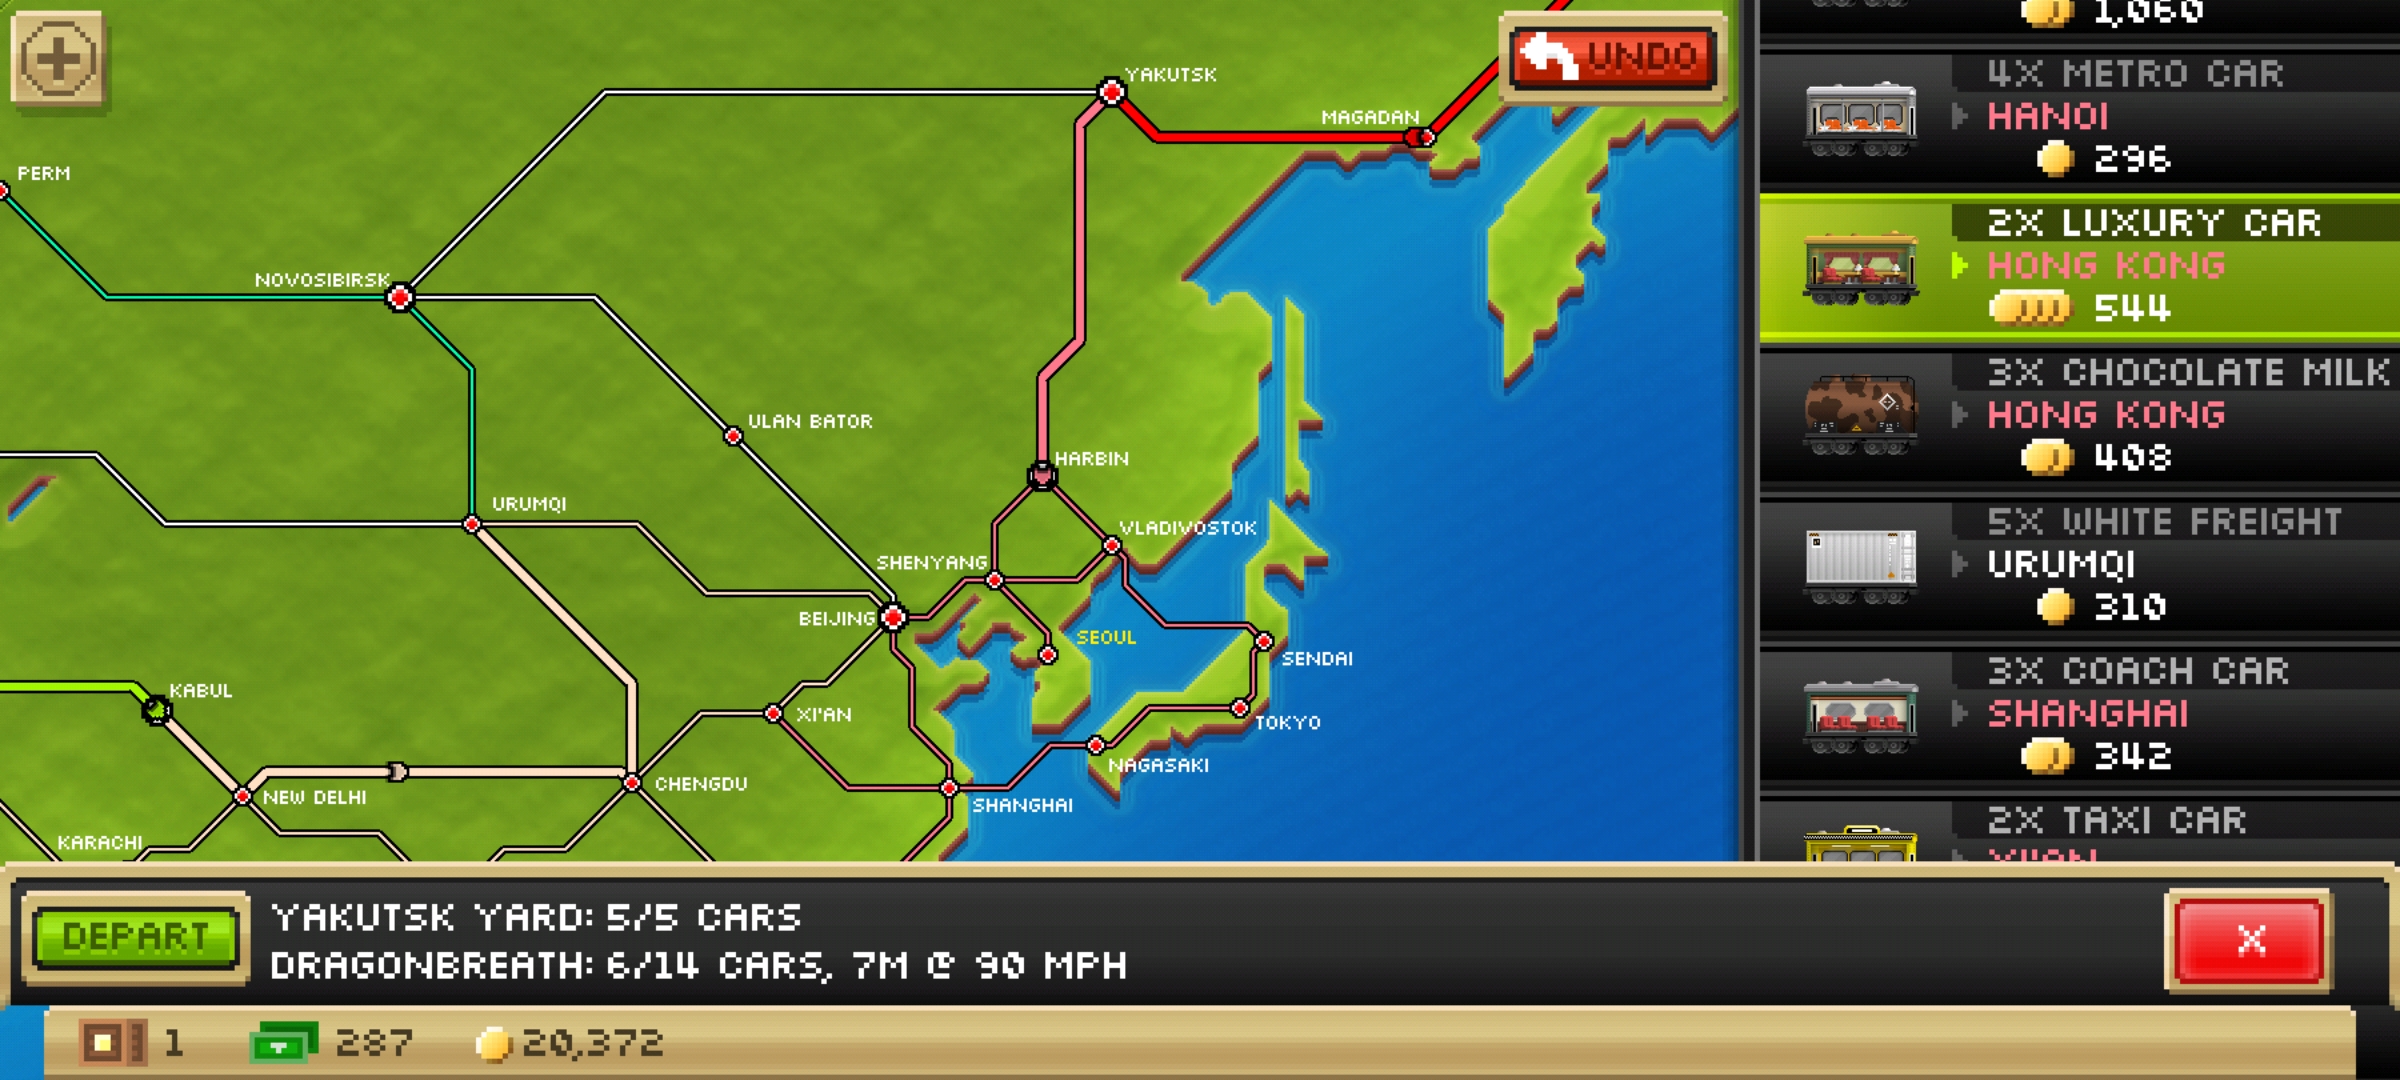 UNDO
YAKUTSK
MAGADAN
PERM
NOVOSIBIRSK
ULAN BATOR
HARBIN
URUMQI
VLADIVOSTOK
SHENYANG
BEIJING
SEOUL
SENDAI
KABUL
XI'AN
TOKYO
NAGASAKI
CHENGDU
NEW DELHI
SHANGHAI
KARACHI
1,060
4X METRO CAR
HANOI
296
2X LUXURY CAR
HONG KONG
544
3X CHOCOLATE MILK
HONG KONG
408
5X WHITE FREIGHT
URUMQI
310
3X COACH CAR
SHANGHAI
342
2X TAXI CAR
XI'AN
DEPART
YAKUTSK YARD: 5/5 CARS
DRAGONBREATH: 6/14 CARS, 7M @ 90 MPH
X
1
287
20,372